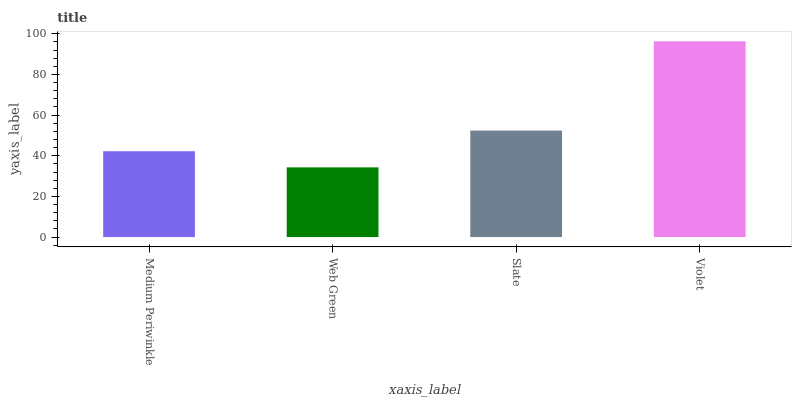 title
100
80
60
40
20
0
yaxis_label
Medium Periwinkle
Web Green
Slate
Violet
xaxis_label